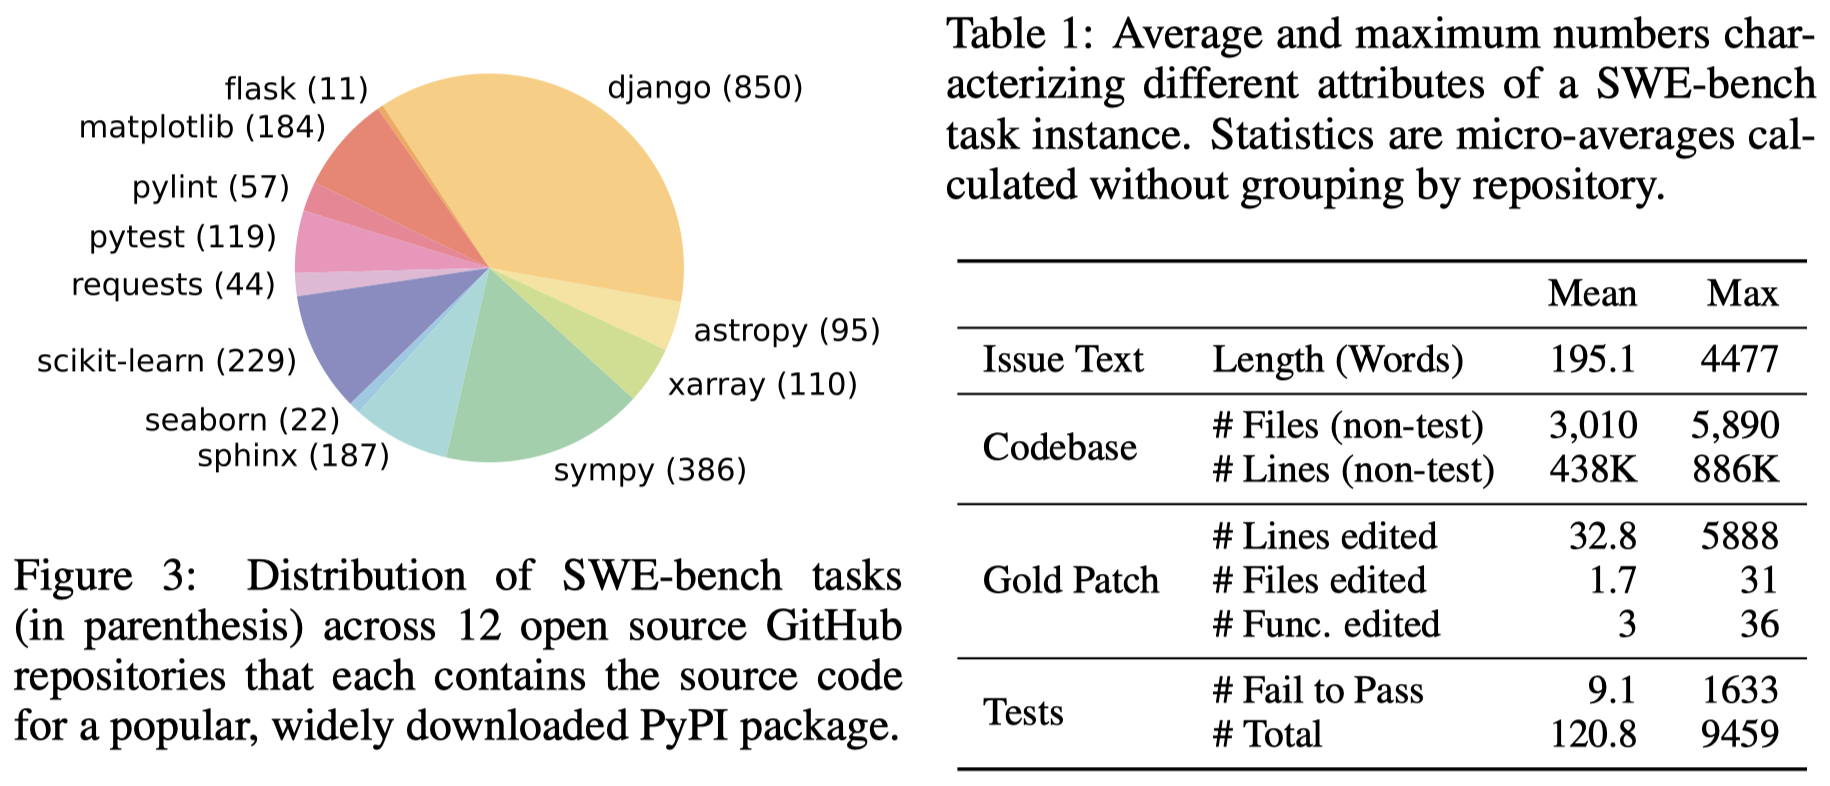 flask (11)
django (850)
matplotlib (184)
pylint (57)
pytest (119)
requests (44)
scikit-learn (229)
seaborn (22)
sphinx (187)
sympy (386)
xarray (110)
astropy (95)
Figure 3: Distribution of SWE-bench tasks
(in parenthesis) across 12 open source GitHub
repositories that each contains the source code
for a popular, widely downloaded PyPI package.
Table 1: Average and maximum numbers char-
acterizing different attributes of a SWE-bench
task instance. Statistics are micro-averages cal-
culated without grouping by repository.
Mean Max
Issue Text Length (Words) 195.1 4477
Codebase
# Files (non-test) 3,010 5,890
# Lines (non-test) 438K 886K
Gold Patch
# Lines edited 32.8 5888
# Files edited 1.7 31
# Func. edited 3 36
Tests
# Fail to Pass 9.1 1633
# Total 120.8 9459